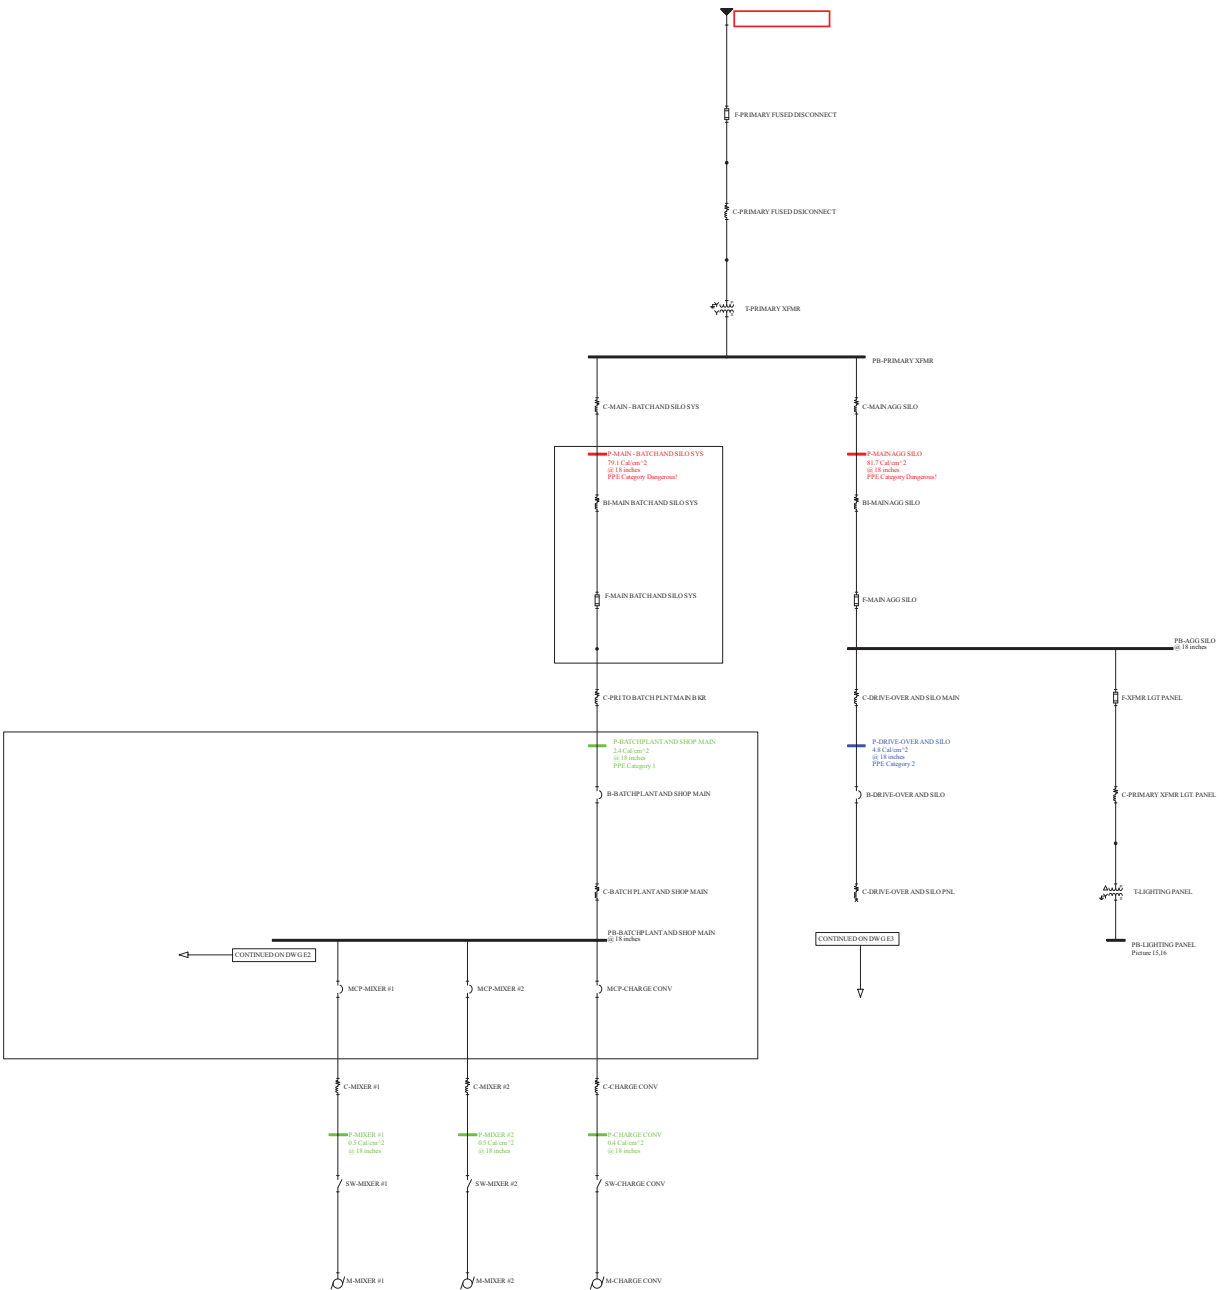 F-PRIMARY FUSED DISCONNECT
C-PRIMARY FUSED DSICONNECT
T-PRIMARY XFMR
PB-PRIMARY XFMR
C-MAIN - BATCH AND SILO SYS
C-MAIN AGG SILO
P-MAIN - BATCH AND SILO SYS
79.1 Cal/cm^2
@ 18 inches
PPE Category Dangerous!
P-MAIN AGG SILO
81.7 Cal/cm^2
@ 18 inches
PPE Category Dangerous!
BI-MAIN BATCH AND SILO SYS
BI-MAIN AGG SILO
F-MAIN BATCH AND SILO SYS
F-MAIN AGG SILO
PB-AGG SILO
@ 18 inches
C-PRI TO BATCH PLNT MAIN BKR
C-DRIVE-OVER AND SILO MAIN
F-XFMR LGT PANEL
P-BATCHPLANT AND SHOP MAIN
2.4 Cal/cm^2
@ 18 inches
PPE Category 1
P-DRIVE-OVER AND SILO
4.8 Cal/cm^2
@ 18 inches
PPE Category 2
B-BATCHPLANT AND SHOP MAIN
B-DRIVE-OVER AND SILO
C-PRIMARY XFMR LGT. PANEL
C-BATCH PLANT AND SHOP MAIN
C-DRIVE-OVER AND SILO PNL
T-LIGHTING PANEL
PB-BATCHPLANT AND SHOP MAIN
@ 18 inches
CONTINUED ON DWG E2
CONTINUED ON DWG E3
PB-LIGHTING PANEL
Picture 15,16
MCP-MIXER #1
MCP-MIXER #2
MCP-CHARGE CONV
C-MIXER #1
C-MIXER #2
C-CHARGE CONV
P-MIXER #1
0.5 Cal/cm^2
@ 18 inches
P-MIXER #2
0.5 Cal/cm^2
@ 18 inches
P-CHARGE CONV
0.4 Cal/cm^2
@ 18 inches
SW-MIXER #1
SW-MIXER #2
SW-CHARGE CONV
M-MIXER #1
M-MIXER #2
M-CHARGE CONV